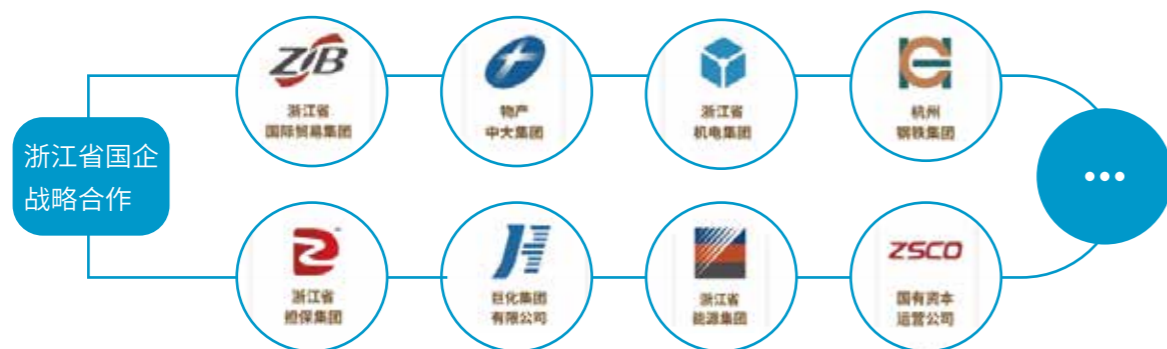 浙江省国企
战略合作
ZIB
浙江省
国际贸易集团
物产
中大集团
浙江省
机电集团
杭州
钢铁集团
•••
浙江省
担保集团
巨化集团
有限公司
浙江省
能源集团
ZSCO
国有资本
运营公司